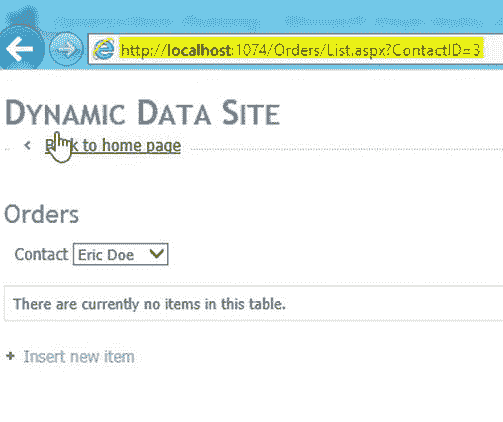 http://localhost:1074/Orders/List.aspx?ContactID=3
DYNAMIC DATA SITE
Back to home page
Orders
Contact Eric Doe
There are currently no items in this table.
+ Insert new item